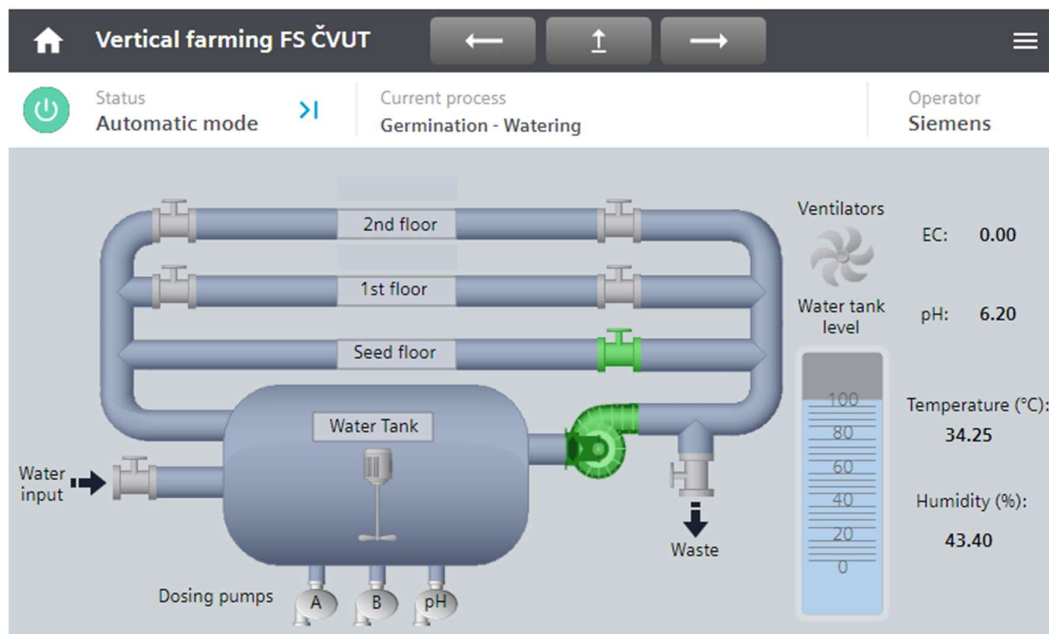 Vertical farming FS ČVUT
Status
Automatic mode
Current process
Germination - Watering
Operator
Siemens
2nd floor
1st floor
Seed floor
Water Tank
Water
input
Waste
Dosing pumps
A
B
pH
Ventilators
Water tank
level
100
80
60
40
20
0
EC: 0.00
pH: 6.20
Temperature (°C):
34.25
Humidity (%):
43.40